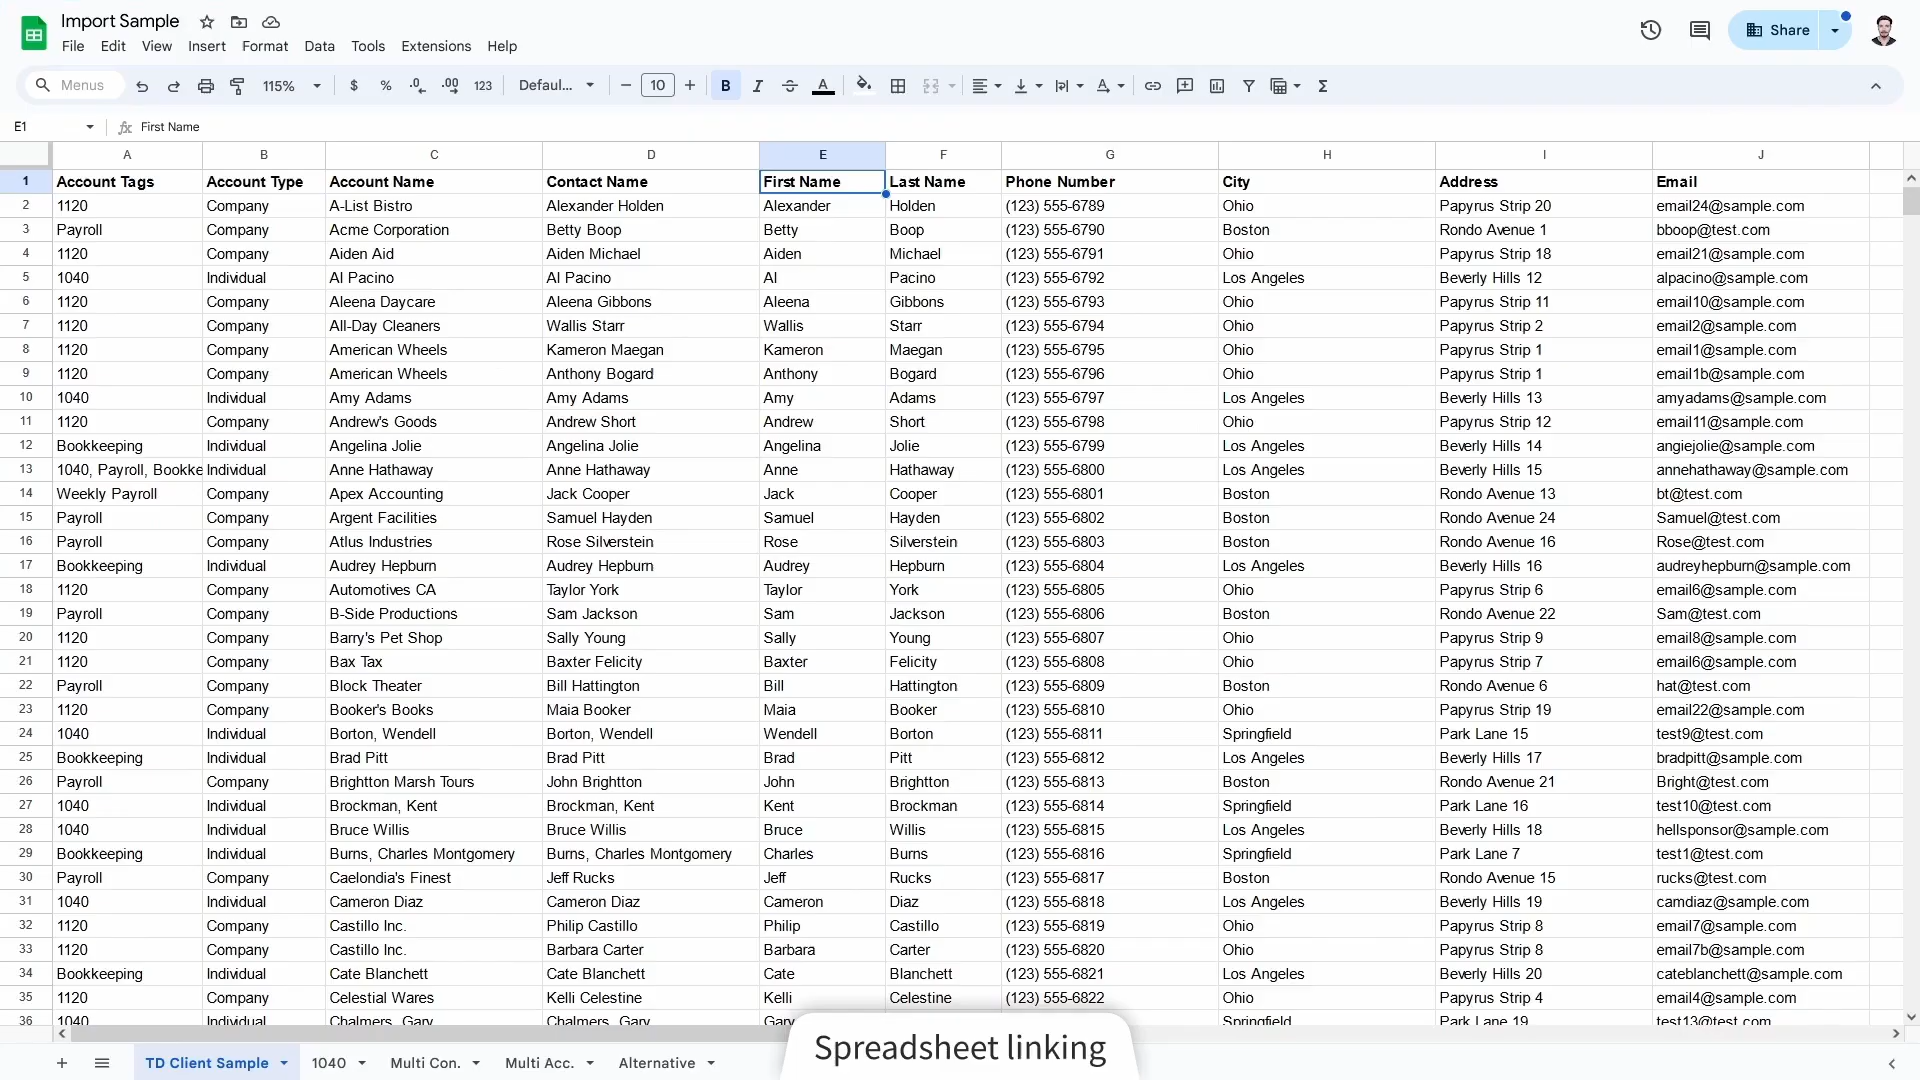 Import Sample
File Edit View Insert Format Data Tools Extensions Help
Share
Menus 115% $ % .0 .00 123 Defaul... 10 B I A Σ
E1 fx First Name
A B C D E F G H I J
1 Account Tags Account Type Account Name Contact Name First Name Last Name Phone Number City Address Email
2 1120 Company A-List Bistro Alexander Holden Alexander Holden (123) 555-6789 Ohio Papyrus Strip 20 email24@sample.com
3 Payroll Company Acme Corporation Betty Boop Betty Boop (123) 555-6790 Boston Rondo Avenue 1 bboop@test.com
4 1120 Company Aiden Aid Aiden Michael Aiden Michael (123) 555-6791 Ohio Papyrus Strip 18 email21@sample.com
5 1040 Individual Al Pacino Al Pacino Al Pacino (123) 555-6792 Los Angeles Beverly Hills 12 alpacino@sample.com
6 1120 Company Aleena Daycare Aleena Gibbons Aleena Gibbons (123) 555-6793 Ohio Papyrus Strip 11 email10@sample.com
7 1120 Company All-Day Cleaners Wallis Starr Wallis Starr (123) 555-6794 Ohio Papyrus Strip 2 email2@sample.com
8 1120 Company American Wheels Kameron Maegan Kameron Maegan (123) 555-6795 Ohio Papyrus Strip 1 email1@sample.com
9 1120 Company American Wheels Anthony Bogard Anthony Bogard (123) 555-6796 Ohio Papyrus Strip 1 email1b@sample.com
10 1040 Individual Amy Adams Amy Adams Amy Adams (123) 555-6797 Los Angeles Beverly Hills 13 amyadams@sample.com
11 1120 Company Andrew's Goods Andrew Short Andrew Short (123) 555-6798 Ohio Papyrus Strip 12 email11@sample.com
12 Bookkeeping Individual Angelina Jolie Angelina Jolie Angelina Jolie (123) 555-6799 Los Angeles Beverly Hills 14 angiejolie@sample.com
13 1040, Payroll, Bookke Individual Anne Hathaway Anne Hathaway Anne Hathaway (123) 555-6800 Los Angeles Beverly Hills 15 annehathaway@sample.com
14 Weekly Payroll Company Apex Accounting Jack Cooper Jack Cooper (123) 555-6801 Boston Rondo Avenue 13 bt@test.com
15 Payroll Company Argent Facilities Samuel Hayden Samuel Hayden (123) 555-6802 Boston Rondo Avenue 24 Samuel@test.com
16 Payroll Company Atlus Industries Rose Silverstein Rose Silverstein (123) 555-6803 Boston Rondo Avenue 16 Rose@test.com
17 Bookkeeping Individual Audrey Hepburn Audrey Hepburn Audrey Hepburn (123) 555-6804 Los Angeles Beverly Hills 16 audreyhepburn@sample.com
18 1120 Company Automotives CA Taylor York Taylor York (123) 555-6805 Ohio Papyrus Strip 6 email6@sample.com
19 Payroll Company B-Side Productions Sam Jackson Sam Jackson (123) 555-6806 Boston Rondo Avenue 22 Sam@test.com
20 1120 Company Barry's Pet Shop Sally Young Sally Young (123) 555-6807 Ohio Papyrus Strip 9 email8@sample.com
21 1120 Company Bax Tax Baxter Felicity Baxter Felicity (123) 555-6808 Ohio Papyrus Strip 7 email6@sample.com
22 Payroll Company Block Theater Bill Hattington Bill Hattington (123) 555-6809 Boston Rondo Avenue 6 hat@test.com
23 1120 Company Booker's Books Maia Booker Maia Booker (123) 555-6810 Ohio Papyrus Strip 19 email22@sample.com
24 1040 Individual Borton, Wendell Borton, Wendell Wendell Borton (123) 555-6811 Springfield Park Lane 15 test9@test.com
25 Bookkeeping Individual Brad Pitt Brad Pitt Brad Pitt (123) 555-6812 Los Angeles Beverly Hills 17 bradpitt@sample.com
26 Payroll Company Brightton Marsh Tours John Brightton John Brightton (123) 555-6813 Boston Rondo Avenue 21 Bright@test.com
27 1040 Individual Brockman, Kent Brockman, Kent Kent Brockman (123) 555-6814 Springfield Park Lane 16 test10@test.com
28 1040 Individual Bruce Willis Bruce Willis Bruce Willis (123) 555-6815 Los Angeles Beverly Hills 18 hellsponsor@sample.com
29 Bookkeeping Individual Burns, Charles Montgomery Burns, Charles Montgomery Charles Burns (123) 555-6816 Springfield Park Lane 7 test1@test.com
30 Payroll Company Caelondia's Finest Jeff Rucks Jeff Rucks (123) 555-6817 Boston Rondo Avenue 15 rucks@test.com
31 1040 Individual Cameron Diaz Cameron Diaz Cameron Diaz (123) 555-6818 Los Angeles Beverly Hills 19 camdiaz@sample.com
32 1120 Company Castillo Inc. Philip Castillo Philip Castillo (123) 555-6819 Ohio Papyrus Strip 8 email7@sample.com
33 1120 Company Castillo Inc. Barbara Carter Barbara Carter (123) 555-6820 Ohio Papyrus Strip 8 email7b@sample.com
34 Bookkeeping Individual Cate Blanchett Cate Blanchett Cate Blanchett (123) 555-6821 Los Angeles Beverly Hills 20 cateblanchett@sample.com
35 1120 Company Celestial Wares Kelli Celestine Kelli Celestine (123) 555-6822 Ohio Papyrus Strip 4 email4@sample.com
36 1040 Individual Chalmers, Gary Chalmers, Gary Gary Springfield Park Lane 19 test13@test.com
TD Client Sample 1040 Multi Con. Multi Acc. Alternative
Spreadsheet linking